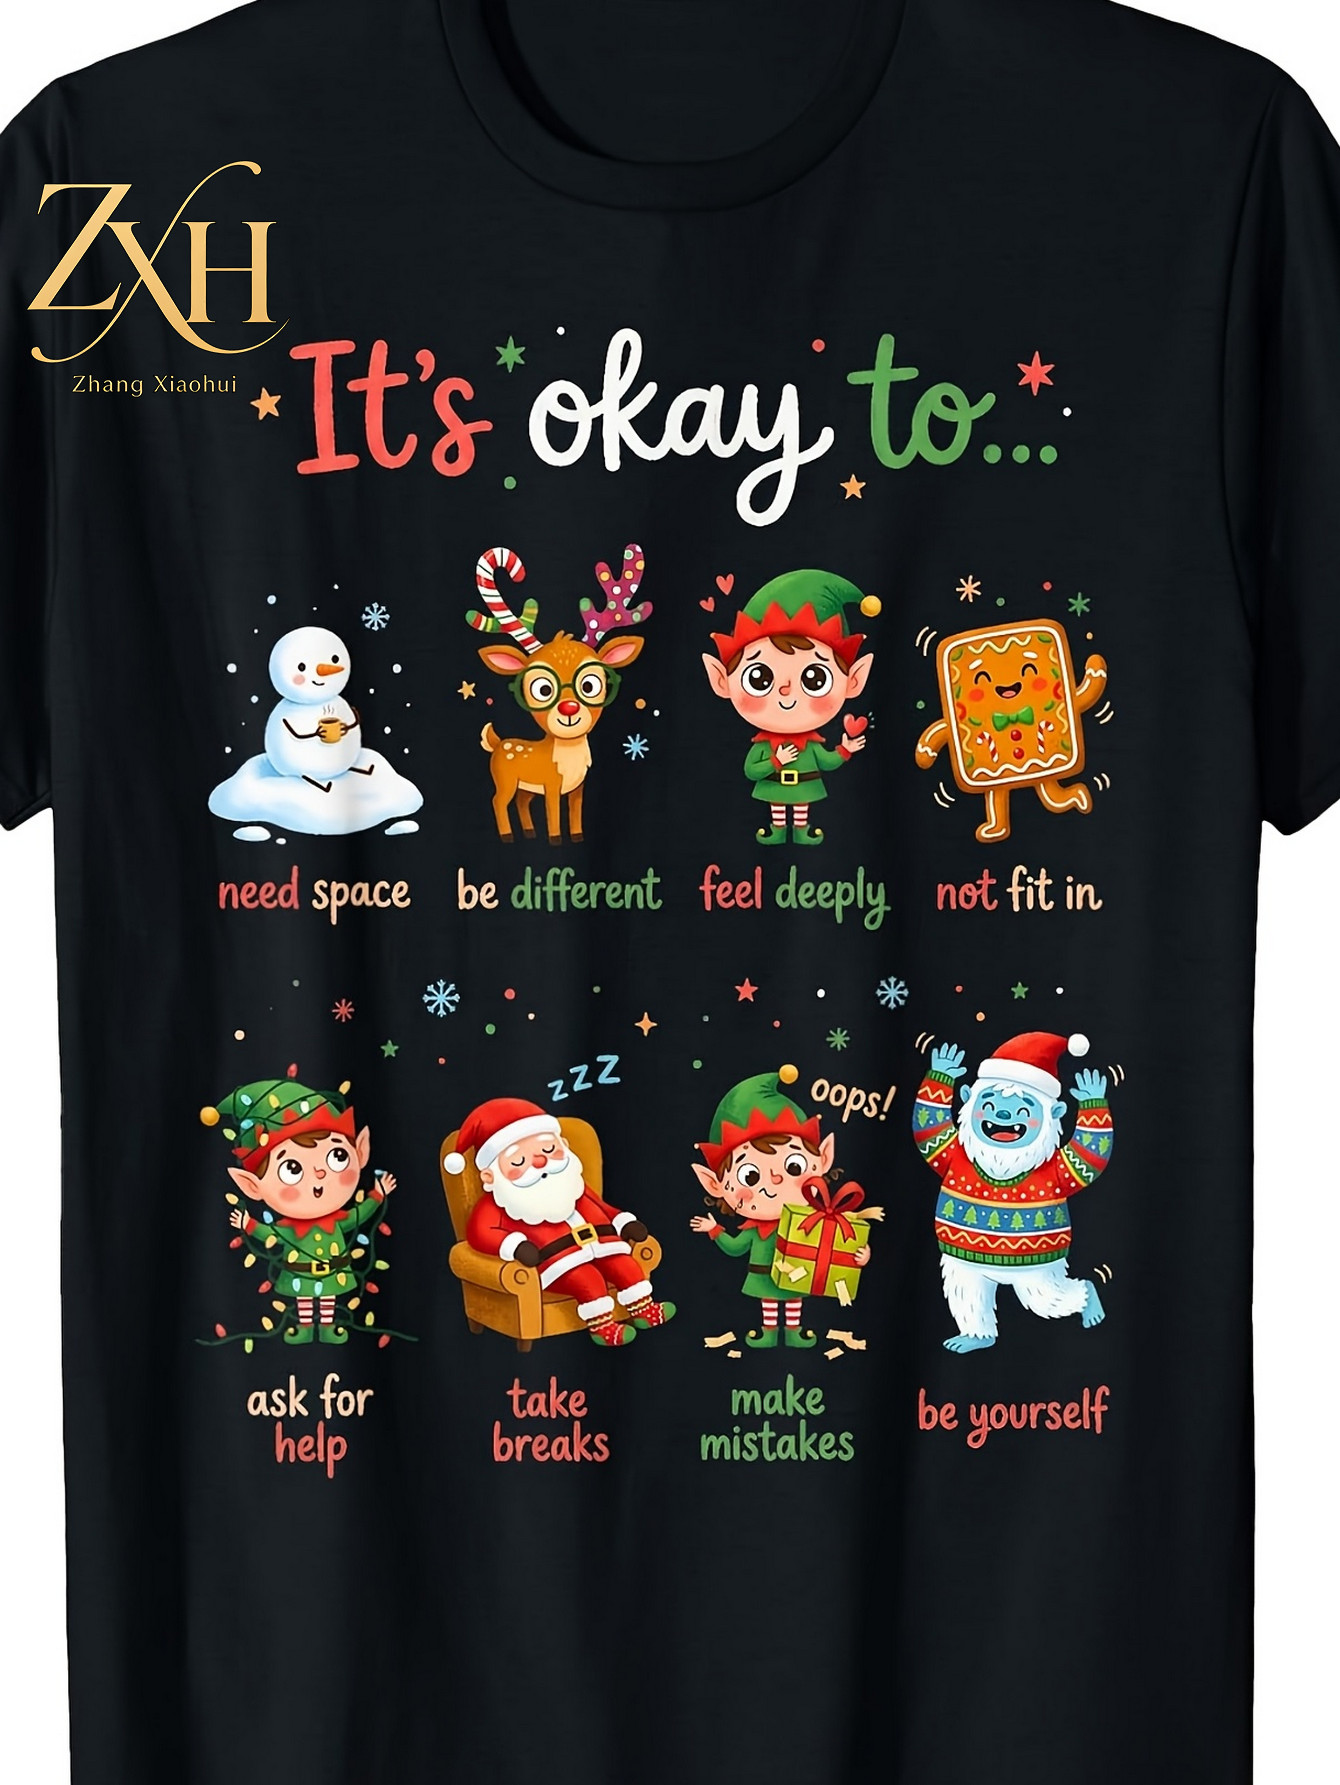 ZXH
Zhang Xiaohui
It's okay to...
need space
be different
feel deeply
not fit in
zzz
oops!
ask for
help
take
breaks
make
mistakes
be yourself